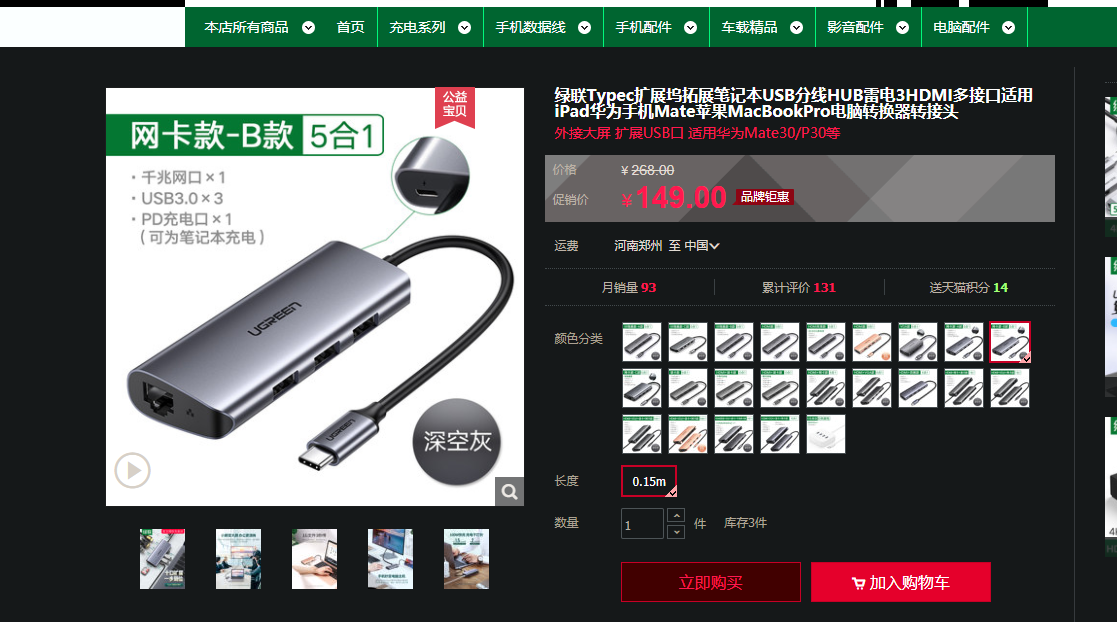 本店所有商品 首页 充电系列 手机数据线 手机配件 车载精品 影音配件 电脑配件
公益
宝贝
网卡款-B款 5合1
·千兆网口×1
·USB3.0×3
·PD充电口×1
（可为笔记本充电）
UGREEN
UGREEN
深空灰
绿联Typec扩展坞拓展笔记本USB分线HUB雷电3HDMI多接口适用
iPad华为手机Mate苹果MacBookPro电脑转换器转接头
外接大屏 扩展USB口 适用华为Mate30/P30等
价格 ¥268.00
促销价 ¥149.00 品牌钜惠
运费 河南郑州 至 中国
月销量 93 累计评价 131 送天猫积分 14
颜色分类
长度 0.15m
数量 1 件 库存3件
立即购买 加入购物车